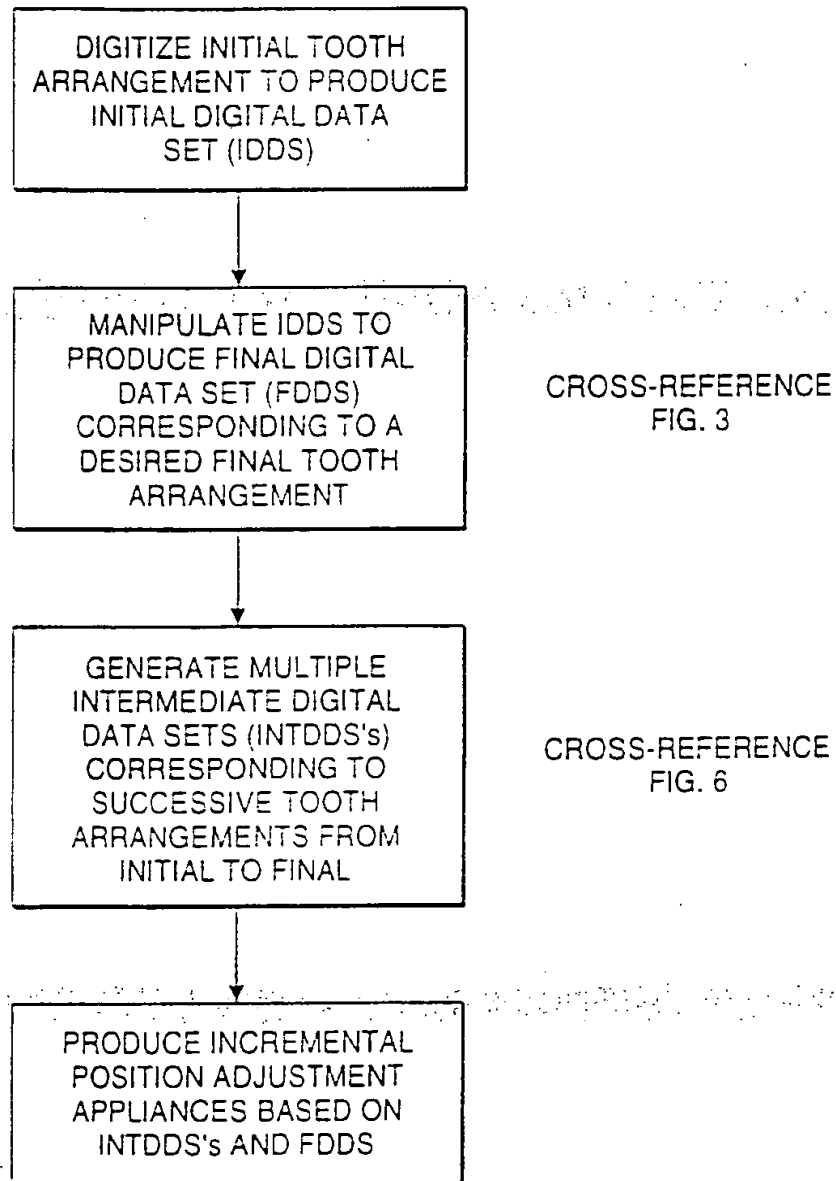 DIGITIZE INITIAL TOOTH
ARRANGEMENT TO PRODUCE
INITIAL DIGITAL DATA
SET (IDDS)
MANIPULATE IDDS TO
PRODUCE FINAL DIGITAL
DATA SET (FDDS)
CORRESPONDING TO A
DESIRED FINAL TOOTH
ARRANGEMENT
CROSS-REFERENCE
FIG. 3
GENERATE MULTIPLE
INTERMEDIATE DIGITAL
DATA SETS (INTDDS's)
CORRESPONDING TO
SUCCESSIVE TOOTH
ARRANGEMENTS FROM
INITIAL TO FINAL
CROSS-REFERENCE
FIG. 6
PRODUCE INCREMENTAL
POSITION ADJUSTMENT
APPLIANCES BASED ON
INTDDS's AND FDDS